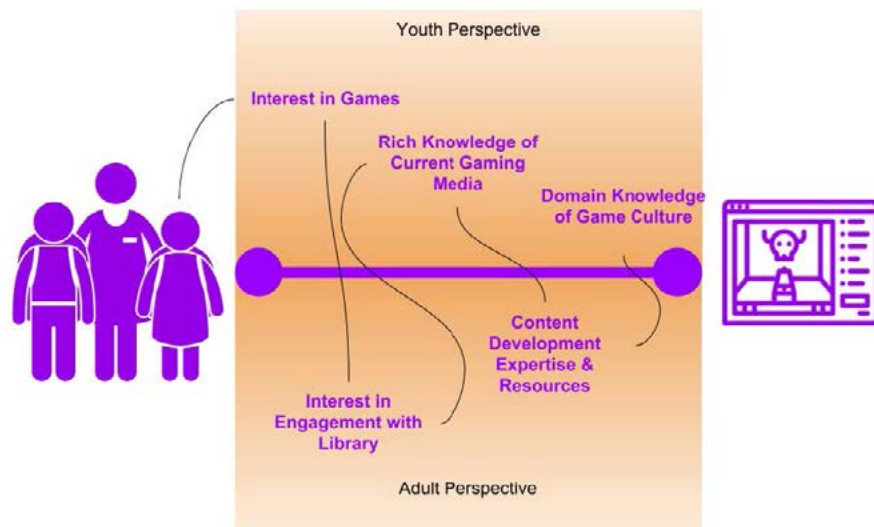 Youth Perspective
Interest in Games
Rich Knowledge of
Current Gaming
Media
Domain Knowledge
of Game Culture
Content
Development
Expertise &
Resources
Interest in
Engagement with
Library
Adult Perspective